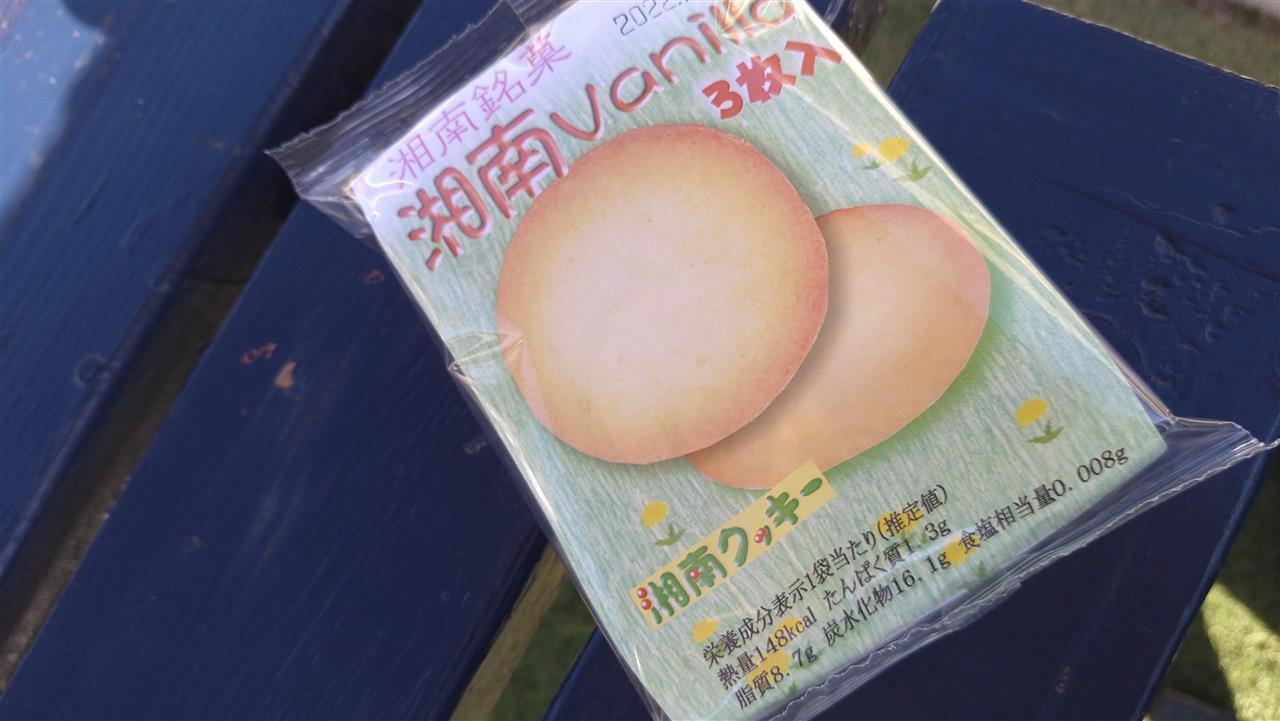 2022.
湘南銘菓
湘南vanilla
3枚入
湘南クッキー
栄養成分表示1袋当たり(推定値)
熱量148kcal たんぱく質1.3g
脂質8.7g 炭水化物16.1g 食塩相当量0.008g